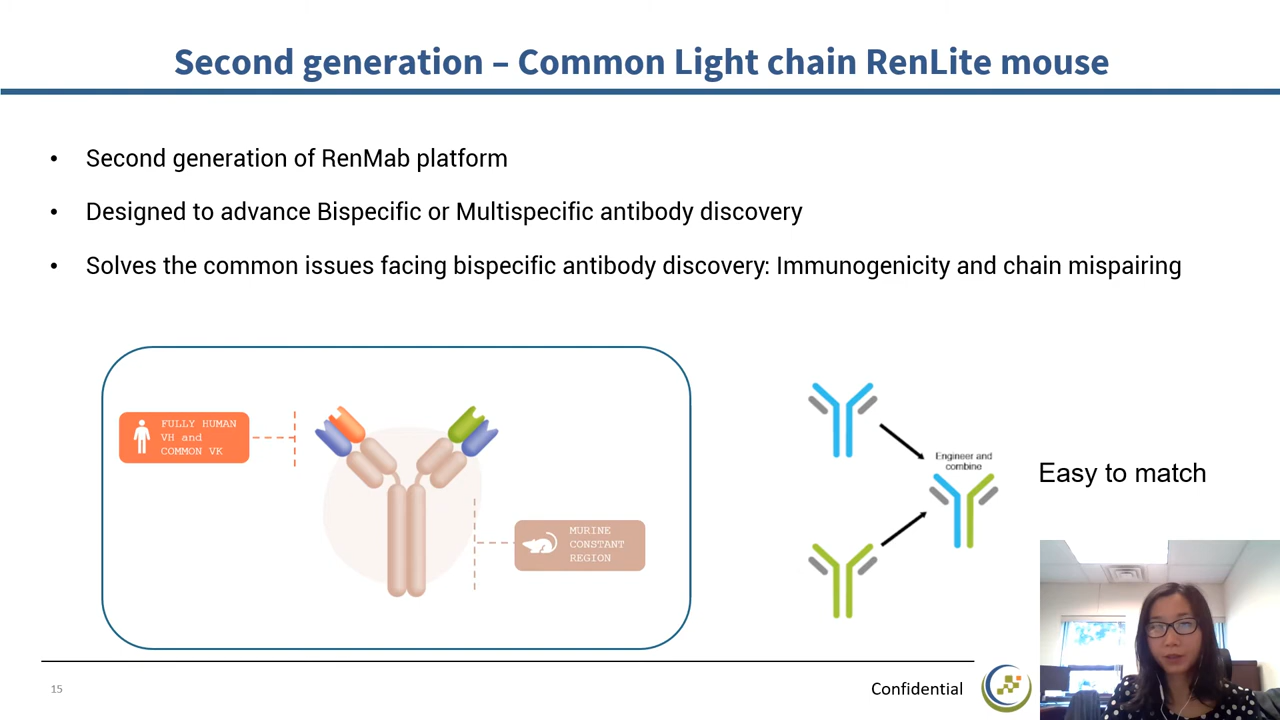 Second generation – Common Light chain RenLite mouse
• Second generation of RenMab platform
• Designed to advance Bispecific or Multispecific antibody discovery
• Solves the common issues facing bispecific antibody discovery: Immunogenicity and chain mispairing
FULLY HUMAN
VH and
COMMON VK
MURINE
CONSTANT
REGION
Engineer and
combine
Easy to match
15
Confidential